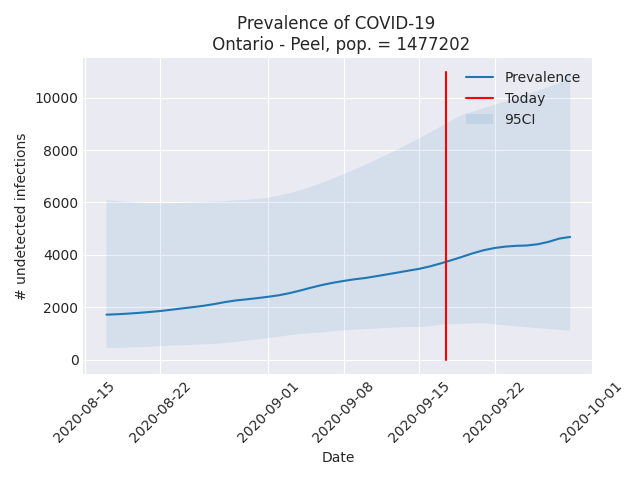 Prevalence of COVID-19
Ontario - Peel, pop. = 1477202
Prevalence
Today
95CI
# undetected infections
10000
8000
6000
4000
2000
0
2020-08-15
2020-08-22
2020-09-01
2020-09-08
2020-09-15
2020-09-22
2020-10-01
Date